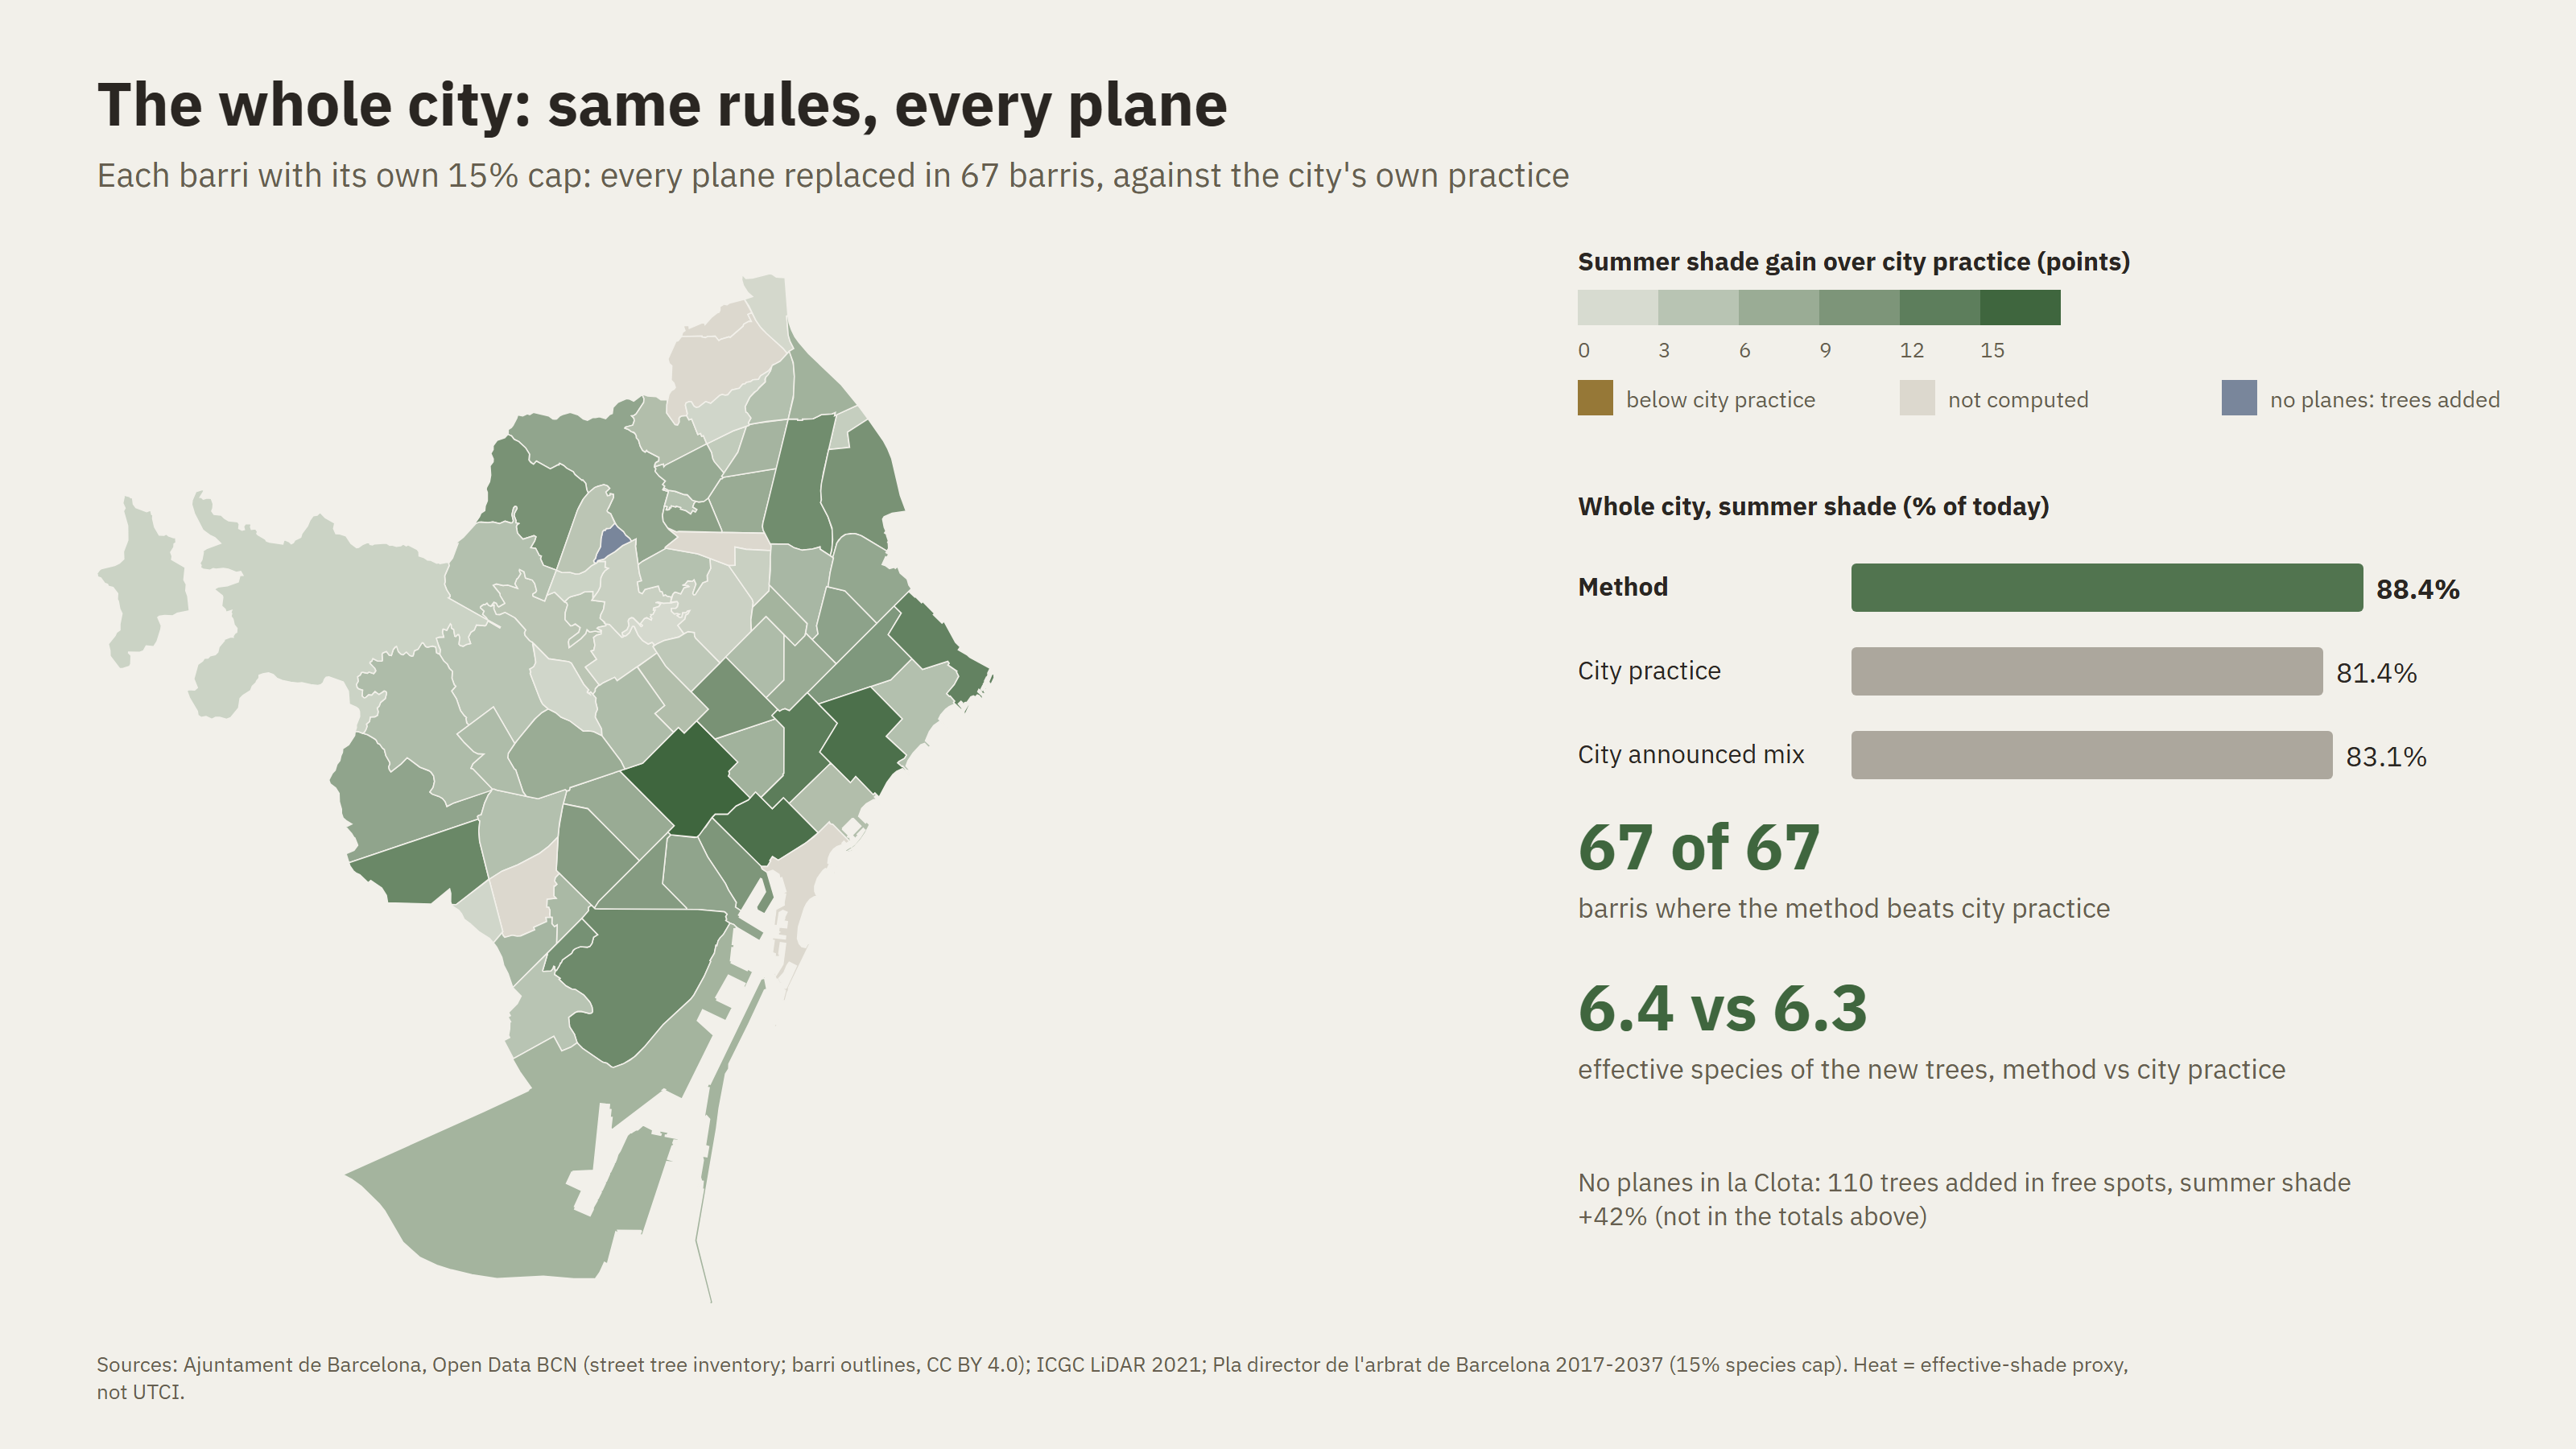 The whole city: same rules, every plane
Each barri with its own 15% cap: every plane replaced in 67 barris, against the city's own practice
Summer shade gain over city practice (points)
0 3 6 9 12 15
below city practice not computed no planes: trees added
Whole city, summer shade (% of today)
Method 88.4%
City practice 81.4%
City announced mix 83.1%
67 of 67
barris where the method beats city practice
6.4 vs 6.3
effective species of the new trees, method vs city practice
No planes in la Clota: 110 trees added in free spots, summer shade
+42% (not in the totals above)
Sources: Ajuntament de Barcelona, Open Data BCN (street tree inventory; barri outlines, CC BY 4.0); ICGC LiDAR 2021; Pla director de l'arbrat de Barcelona 2017-2037 (15% species cap). Heat = effective-shade proxy,
not UTCI.